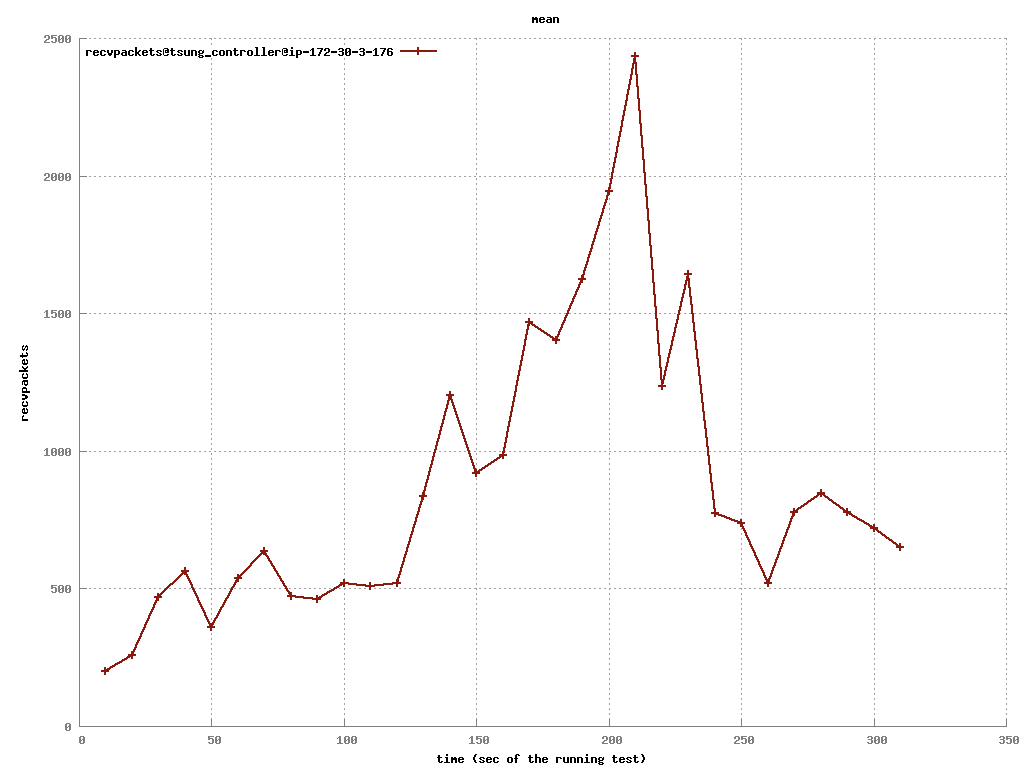 mean
2500
recvpackets@tsung_controller@ip-172-30-3-176
2000
1500
recvpackets
1000
500
0
0 50 100 150 200 250 300 350
time (sec of the running test)